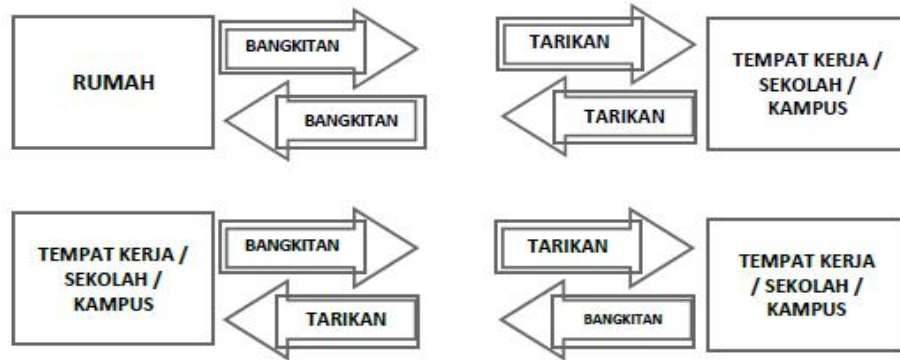 RUMAH
BANGKITAN
BANGKITAN
TARIKAN
TARIKAN
TEMPAT KERJA /
SEKOLAH /
KAMPUS
TEMPAT KERJA /
SEKOLAH /
KAMPUS
BANGKITAN
TARIKAN
TARIKAN
BANGKITAN
TEMPAT KERJA
/ SEKOLAH /
KAMPUS